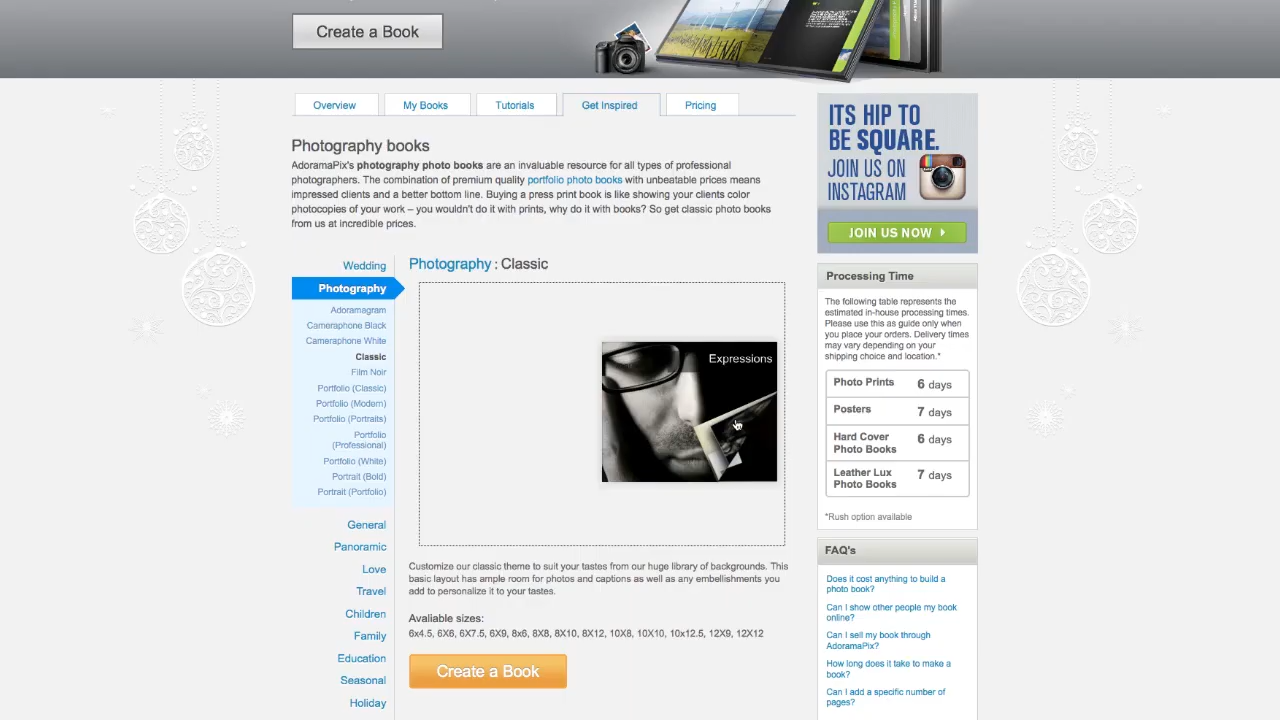 Create a Book
Overview
My Books
Tutorials
Get Inspired
Pricing
Photography books
AdoramaPix's photography photo books are an invaluable resource for all types of professional
photographers. The combination of premium quality portfolio photo books with unbeatable prices means
impressed clients and a better bottom line. Buying a press print book is like showing your clients color
photocopies of your work – you wouldn't do it with prints, why do it with books? So get classic photo books
from us at incredible prices.
Wedding
Photography
Adoramagram
Cameraphone Black
Cameraphone White
Classic
Film Noir
Portfolio (Classic)
Portfolio (Modern)
Portfolio (Portraits)
Portfolio
(Professional)
Portfolio (White)
Portrait (Bold)
Portrait (Portfolio)
General
Panoramic
Love
Travel
Children
Family
Education
Seasonal
Holiday
Photography : Classic
Expressions
Customize our classic theme to suit your tastes from our huge library of backgrounds. This
basic layout has ample room for photos and captions as well as any embellishments you
add to personalize it to your tastes.
Available sizes:
6x4.5, 6X6, 6X7.5, 6X9, 8x6, 8X8, 8X10, 8X12, 10X8, 10X10, 10x12.5, 12X9, 12X12
Create a Book
ITS HIP TO
BE SQUARE.
JOIN US ON
INSTAGRAM
JOIN US NOW
Processing Time
The following table represents the
estimated in-house processing times.
Please use this as guide only when
you place your orders. Delivery times
may vary depending on your
shipping choice and location.*
Photo Prints 6 days
Posters 7 days
Hard Cover
Photo Books 6 days
Leather Lux
Photo Books 7 days
*Rush option available
FAQ's
Does it cost anything to build a
photo book?
Can I show other people my book
online?
Can I sell my book through
AdoramaPix?
How long does it take to make a
book?
Can I add a specific number of
pages?